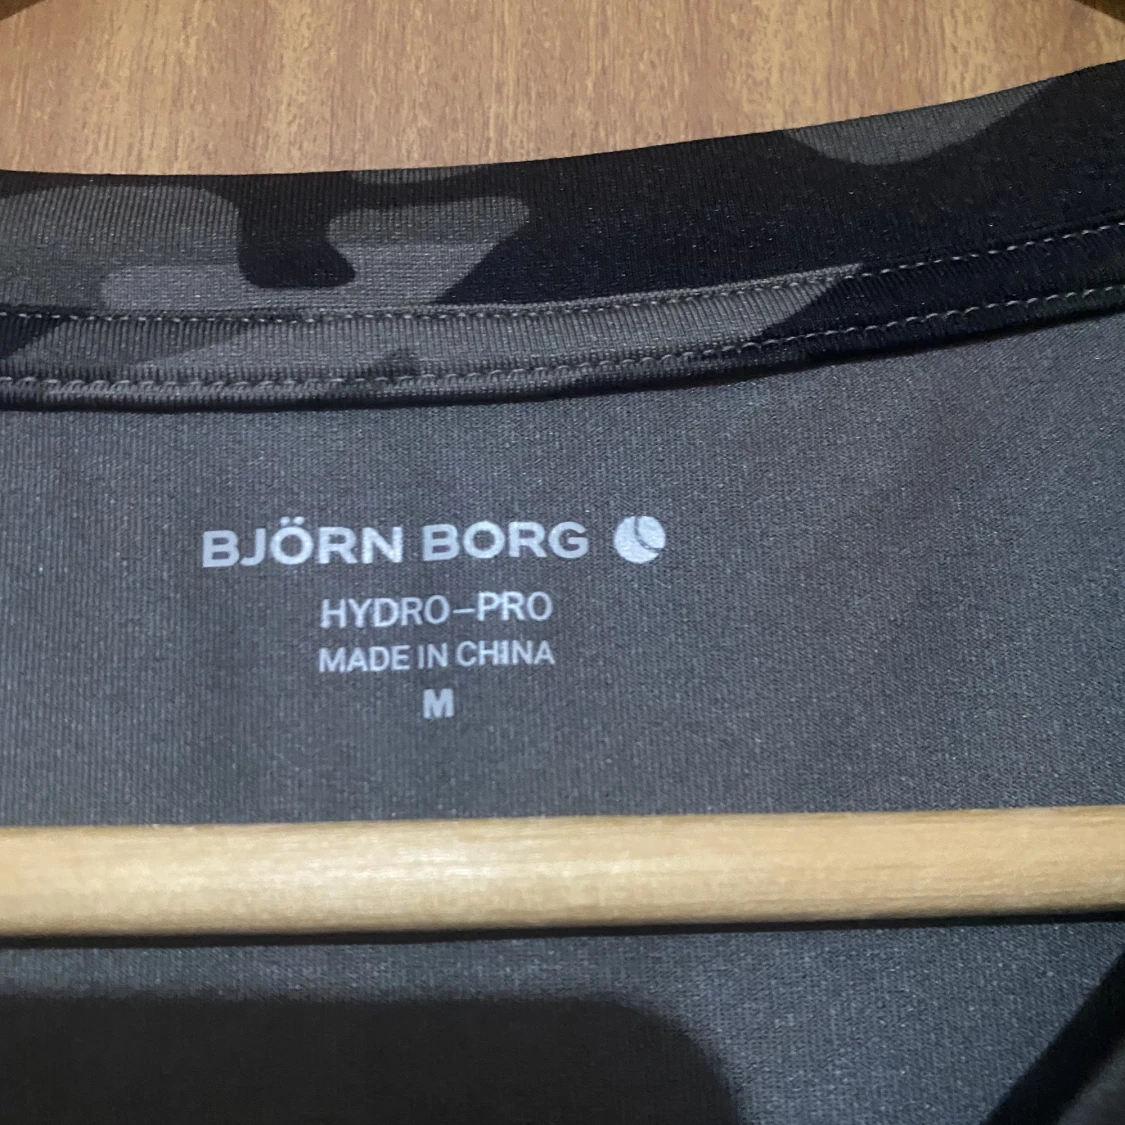 BJÖRN BORG
HYDRO-PRO
MADE IN CHINA
M